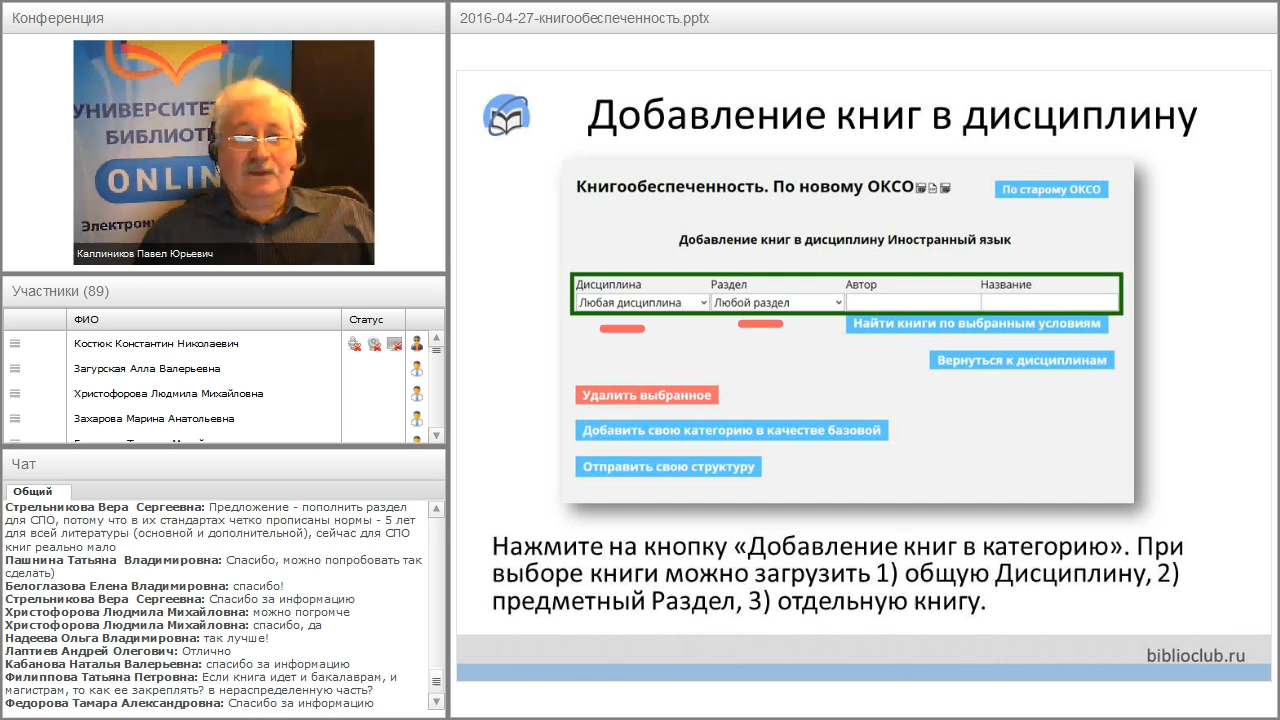 Конференция
УНИВЕРСИТЕТ
БИБЛИОТ
ONLIN
Электрон
Каллиников Павел Юрьевич
Участники (89)
ФИО
Статус
Костюк Константин Николаевич
Загурская Алла Валерьевна
Христофорова Людмила Михайловна
Захарова Марина Анатольевна
Чат
Общий
Стрельникова Вера Сергеевна: Предложение - пополнить раздел
для СПО, потому что в их стандартах четко прописаны нормы - 5 лет
для всей литературы (основной и дополнительной), сейчас для СПО
книг реально мало
Пашнина Татьяна Владимировна: Спасибо, можно попробовать так
сделать)
Белоглазова Елена Владимировна: спасибо!
Стрельникова Вера Сергеевна: Спасибо за информацию
Христофорова Людмила Михайловна: можно погромче
Христофорова Людмила Михайловна: спасибо, да
Надеева Ольга Владимировна: так лучше!
Лаптиев Андрей Олегович: Отлично
Кабанова Наталья Валерьевна: спасибо за информацию
Филиппова Татьяна Петровна: Если книга идет и бакалаврам, и
магистрам, то как ее закреплять? в нераспределенную часть?
Федорова Тамара Александровна: Спасибо за информацию
2016-04-27-книгообеспеченность.pptx
Добавление книг в дисциплину
Книгообеспеченность. По новому ОКСО
По старому ОКСО
Добавление книг в дисциплину Иностранный язык
Дисциплина Раздел Автор Название
Любая дисциплина Любой раздел
Найти книги по выбранным условиям
Вернуться к дисциплинам
Удалить выбранное
Добавить свою категорию в качестве базовой
Отправить свою структуру
Нажмите на кнопку «Добавление книг в категорию». При
выборе книги можно загрузить 1) общую Дисциплину, 2)
предметный Раздел, 3) отдельную книгу.
biblioclub.ru